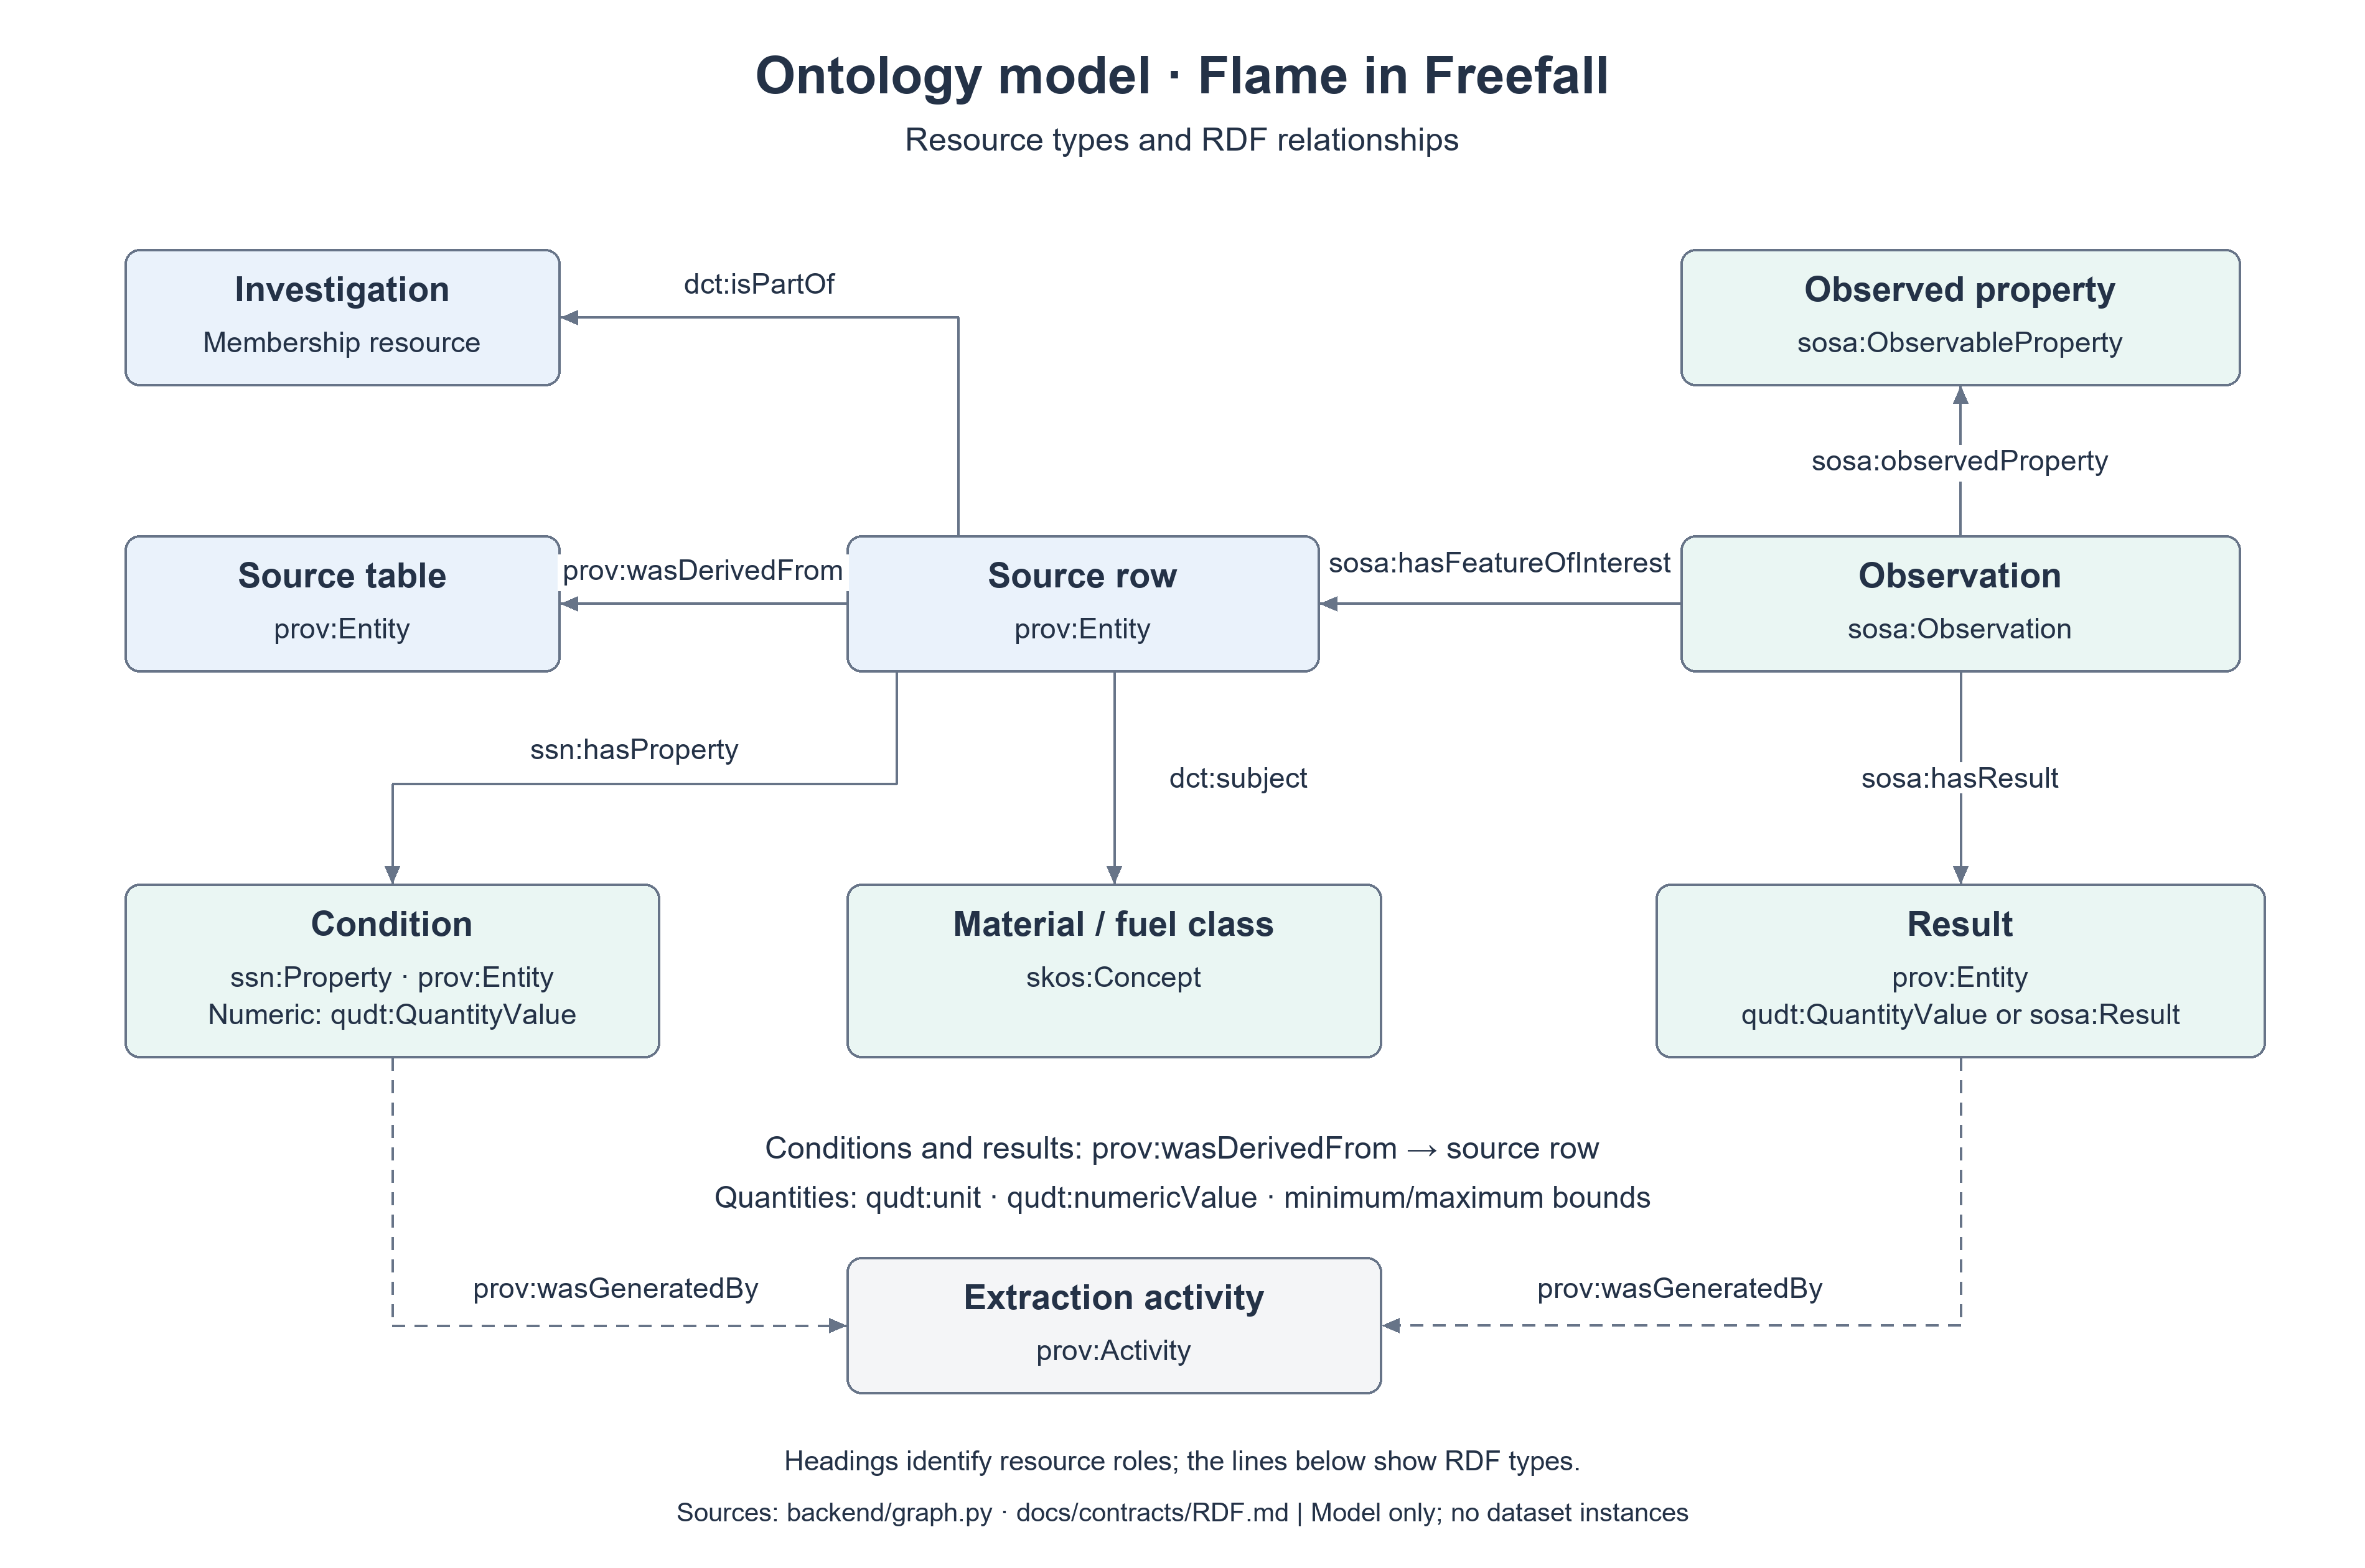 Ontology model · Flame in Freefall
Resource types and RDF relationships
Investigation
Membership resource
dct:isPartOf
Observed property
sosa:ObservableProperty
sosa:observedProperty
Source table
prov:Entity
prov:wasDerivedFrom
Source row
prov:Entity
sosa:hasFeatureOfInterest
Observation
sosa:Observation
ssn:hasProperty
dct:subject
sosa:hasResult
Condition
ssn:Property · prov:Entity
Numeric: qudt:QuantityValue
Material / fuel class
skos:Concept
Result
prov:Entity
qudt:QuantityValue or sosa:Result
Conditions and results: prov:wasDerivedFrom → source row
Quantities: qudt:unit · qudt:numericValue · minimum/maximum bounds
prov:wasGeneratedBy
Extraction activity
prov:Activity
prov:wasGeneratedBy
Headings identify resource roles; the lines below show RDF types.
Sources: backend/graph.py · docs/contracts/RDF.md | Model only; no dataset instances